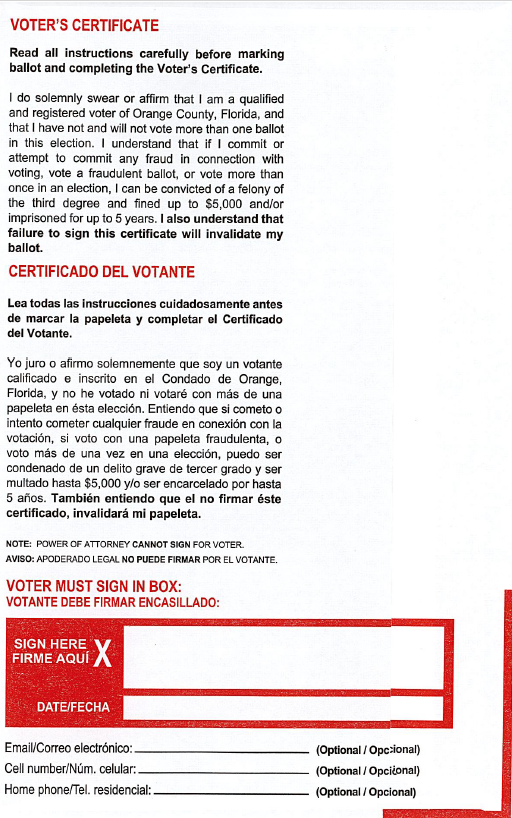 VOTER'S CERTIFICATE
Read all instructions carefully before marking
ballot and completing the Voter's Certificate.
I do solemnly swear or affirm that I am a qualified
and registered voter of Orange County, Florida, and
that I have not and will not vote more than one ballot
in this election. I understand that if I commit or
attempt to commit any fraud in connection with
voting, vote a fraudulent ballot, or vote more than
once in an election, I can be convicted of a felony of
the third degree and fined up to $5,000 and/or
imprisoned for up to 5 years. I also understand that
failure to sign this certificate will invalidate my
ballot.
CERTIFICADO DEL VOTANTE
Lea todas las instrucciones cuidadosamente antes
de marcar la papeleta y completar el Certificado
del Votante.
Yo juro o afirmo solemnemente que soy un votante
calificado e inscrito en el Condado de Orange,
Florida, y no he votado ni votaré con más de una
papeleta en ésta elección. Entiendo que si cometo o
intento cometer cualquier fraude en conexión con la
votación, si voto con una papeleta fraudulenta, o
voto más de una vez en una elección, puedo ser
condenado de un delito grave de tercer grado y ser
multado hasta $5,000 y/o ser encarcelado por hasta
5 años. También entiendo que el no firmar éste
certificado, invalidará mi papeleta.
NOTE: POWER OF ATTORNEY CANNOT SIGN FOR VOTER.
AVISO: APODERADO LEGAL NO PUEDE FIRMAR POR EL VOTANTE.
VOTER MUST SIGN IN BOX:
VOTANTE DEBE FIRMAR ENCASILLADO:
SIGN HERE X
FIRME AQUÍ
DATE/FECHA
Email/Correo electrónico: (Optional / Opcional)
Cell number/Núm. celular: (Optional / Opcional)
Home phone/Tel. residencial: (Optional / Opcional)